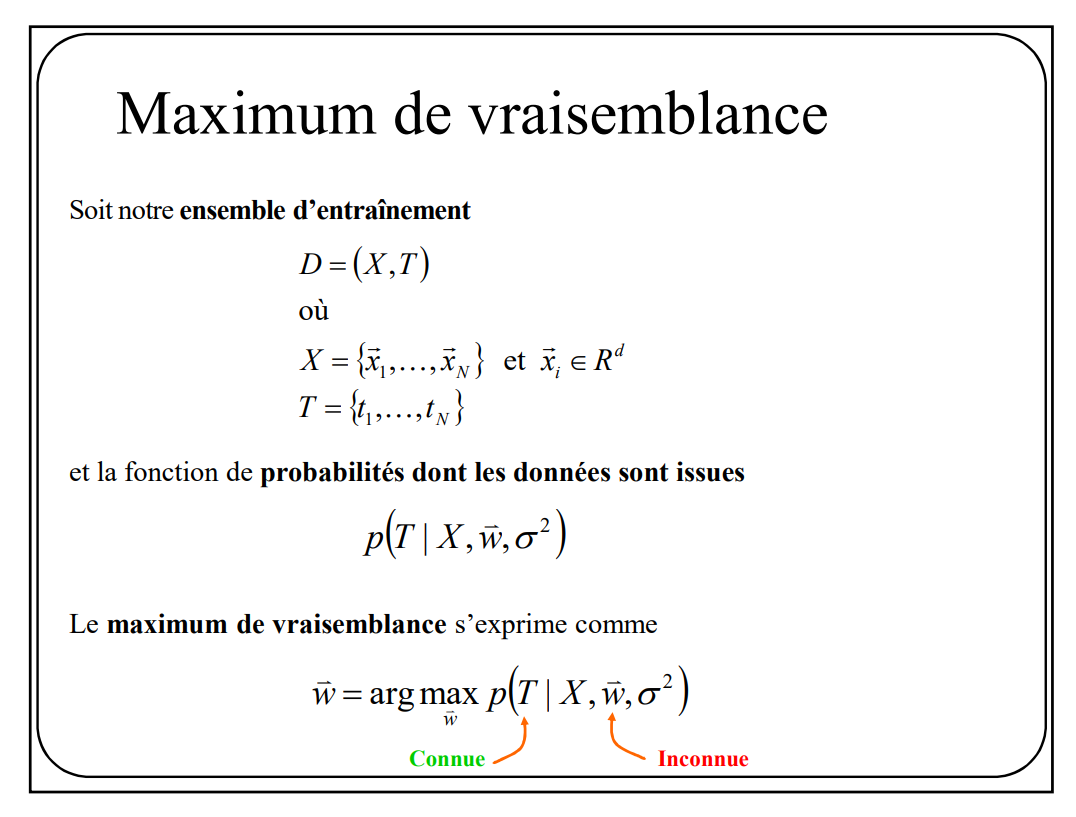 Maximum de vraisemblance
Soit notre ensemble d’entraînement
D = (X,T)
où
X = {x⃗₁,…,x⃗_N} et x⃗ᵢ ∈ Rᵈ
T = {t₁,…,t_N}
et la fonction de probabilités dont les données sont issues
p(T | X, w⃗, σ²)
Le maximum de vraisemblance s’exprime comme
w⃗ = arg max_w⃗ p(T | X, w⃗, σ²)
Connue Inconnue